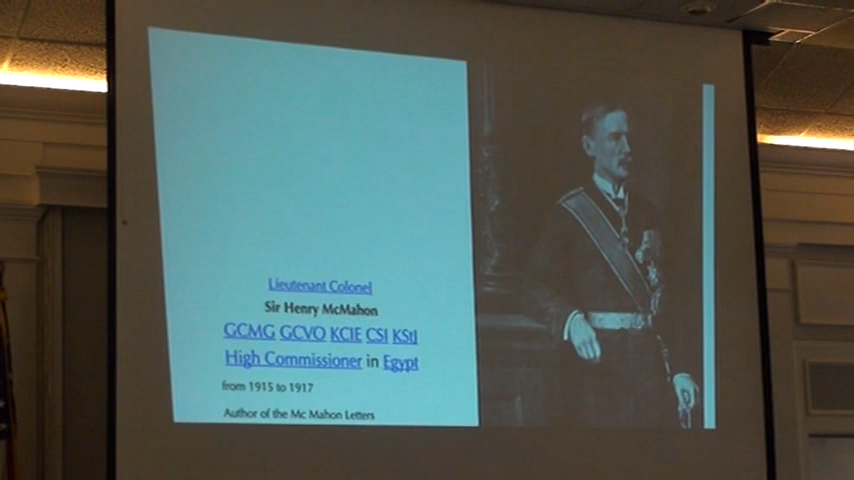 Lieutenant Colonel
Sir Henry McMahon
GCMG GCVO KCIE CSI KStJ
High Commissioner in Egypt
from 1915 to 1917
Author of the Mc Mahon Letters